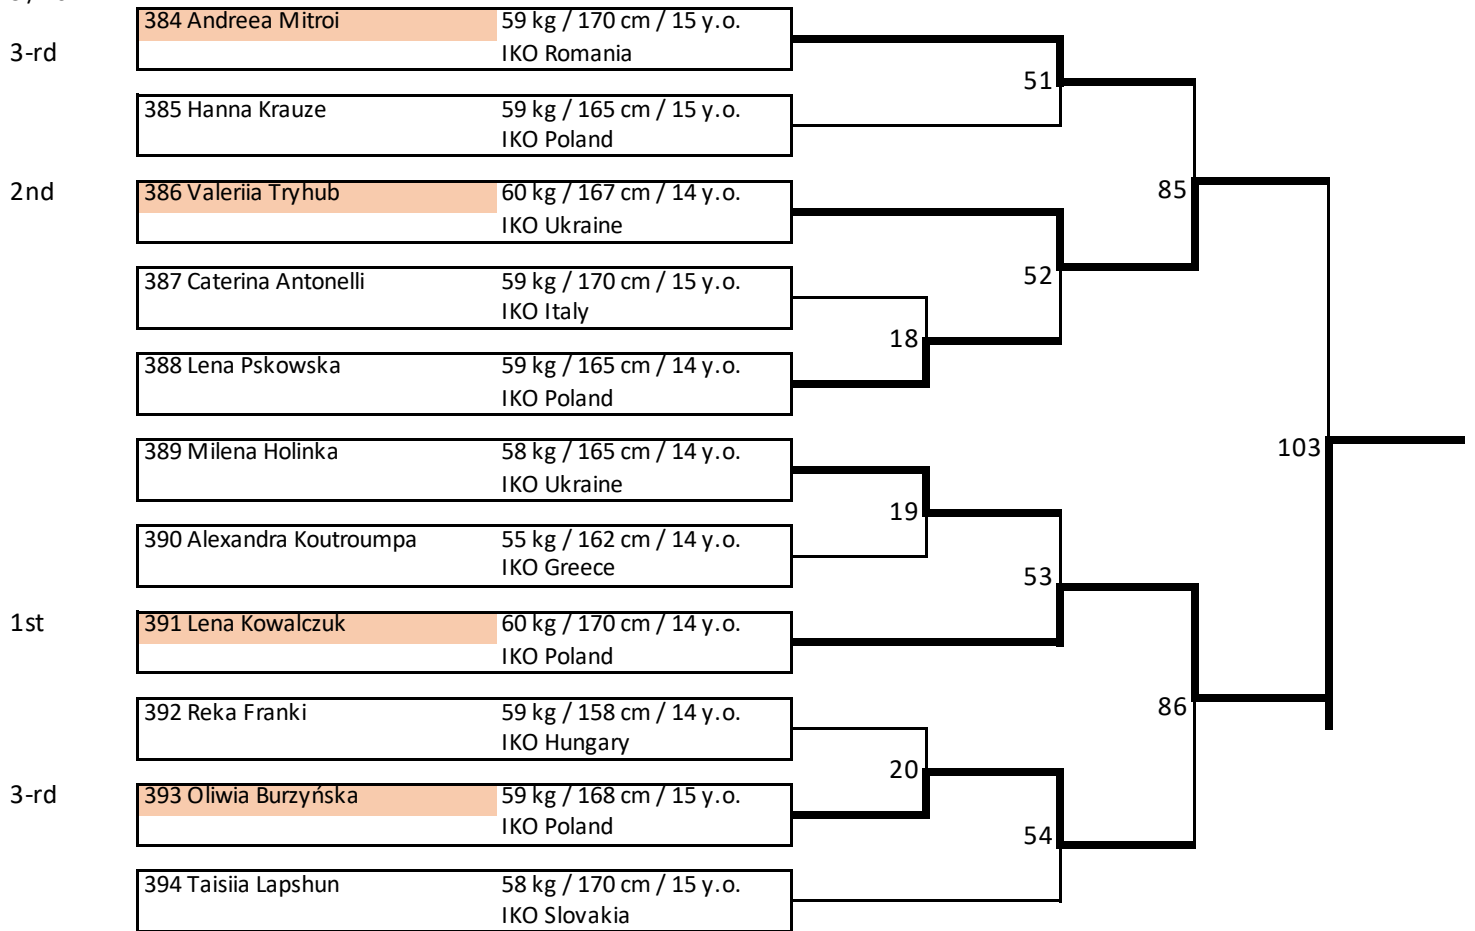 384 Andreea Mitroi 59 kg / 170 cm / 15 y.o.
3-rd IKO Romania
51
385 Hanna Krauze 59 kg / 165 cm / 15 y.o.
IKO Poland
2nd 386 Valeriia Tryhub 60 kg / 167 cm / 14 y.o. 85
IKO Ukraine
387 Caterina Antonelli 59 kg / 170 cm / 15 y.o. 52
IKO Italy
18
388 Lena Pskowska 59 kg / 165 cm / 14 y.o.
IKO Poland
389 Milena Holinka 58 kg / 165 cm / 14 y.o. 103
IKO Ukraine
19
390 Alexandra Koutroumpa 55 kg / 162 cm / 14 y.o.
IKO Greece
53
1st 391 Lena Kowalczuk 60 kg / 170 cm / 14 y.o.
IKO Poland
392 Reka Franki 59 kg / 158 cm / 14 y.o. 86
IKO Hungary
20
3-rd 393 Oliwia Burzyńska 59 kg / 168 cm / 15 y.o.
IKO Poland
54
394 Taisiia Lapshun 58 kg / 170 cm / 15 y.o.
IKO Slovakia